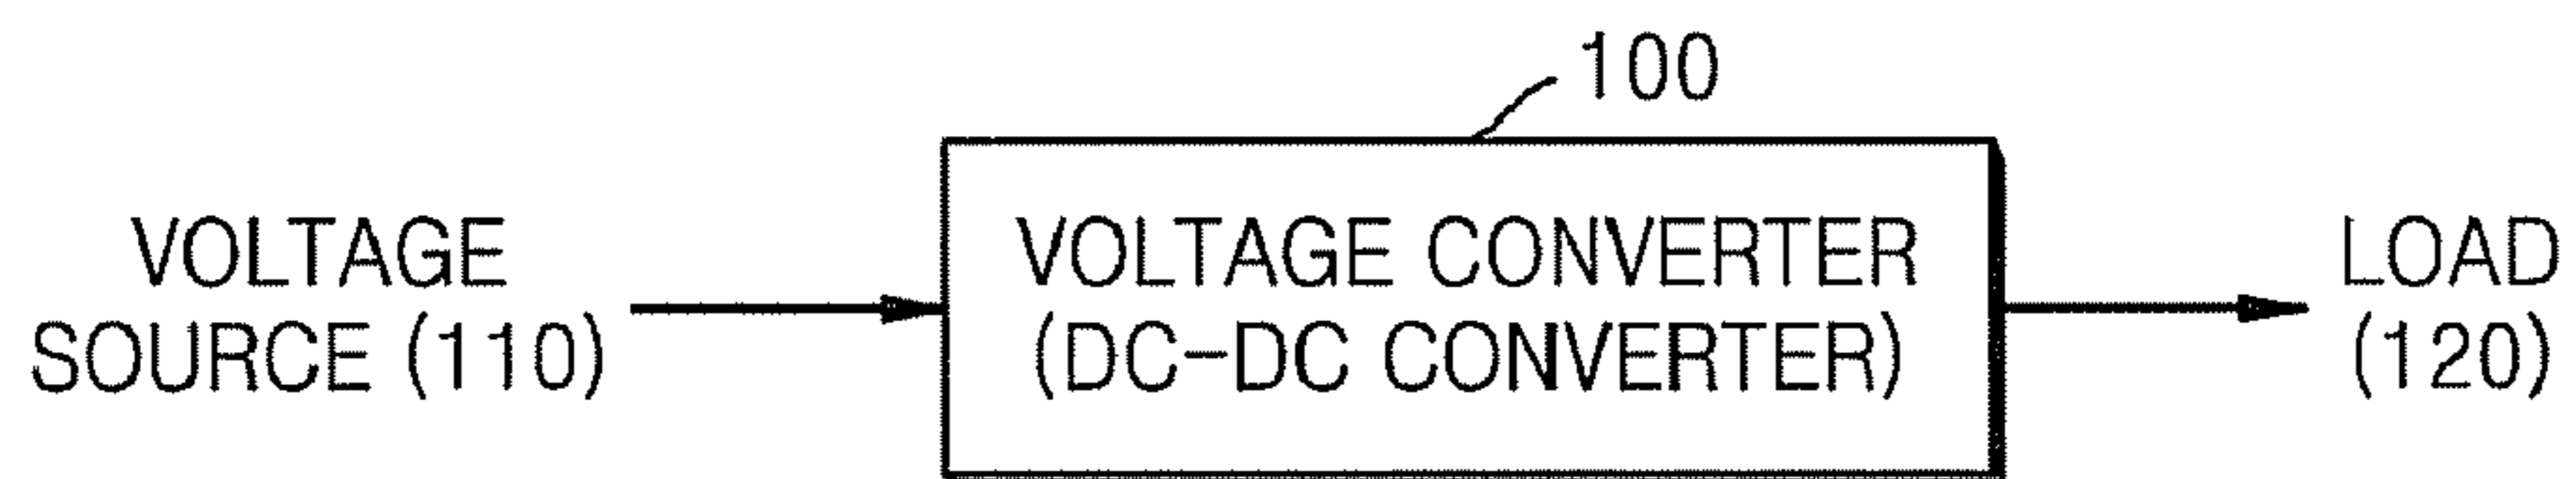 100
VOLTAGE
SOURCE (110)
VOLTAGE CONVERTER
(DC-DC CONVERTER)
LOAD
(120)